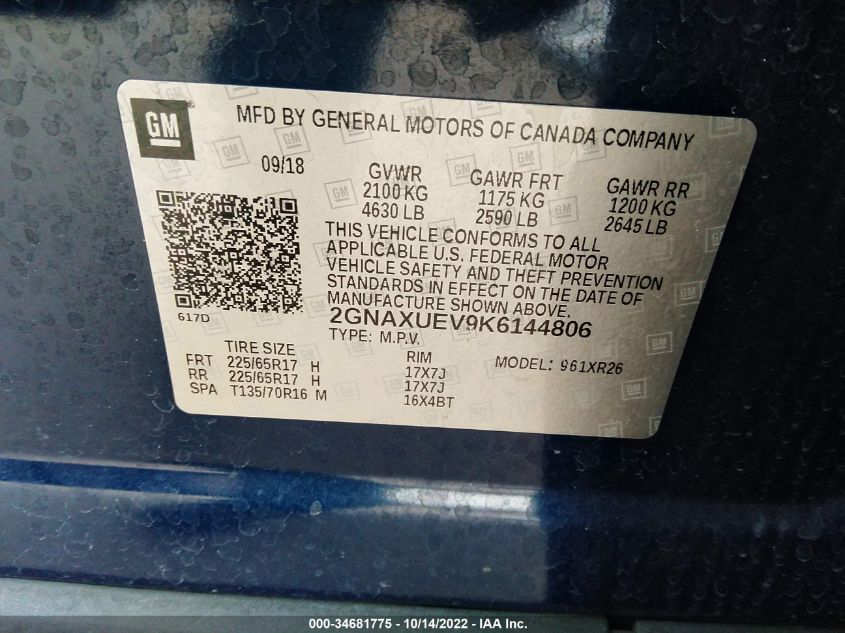 GM
MFD BY GENERAL MOTORS OF CANADA COMPANY
09/18
GVWR GAWR FRT GAWR RR
2100 KG 1175 KG 1200 KG
4630 LB 2590 LB 2645 LB
THIS VEHICLE CONFORMS TO ALL
APPLICABLE U.S. FEDERAL MOTOR
VEHICLE SAFETY AND THEFT PREVENTION
STANDARDS IN EFFECT ON THE DATE OF
MANUFACTURE SHOWN ABOVE.
617D
2GNAXUEV9K6144806
TYPE: M.P.V. MODEL: 961XR26
TIRE SIZE RIM
FRT 225/65R17 H 17X7J
RR 225/65R17 H 17X7J
SPA T135/70R16 M 16X4BT
000-34681775 - 10/14/2022 - IAA Inc.